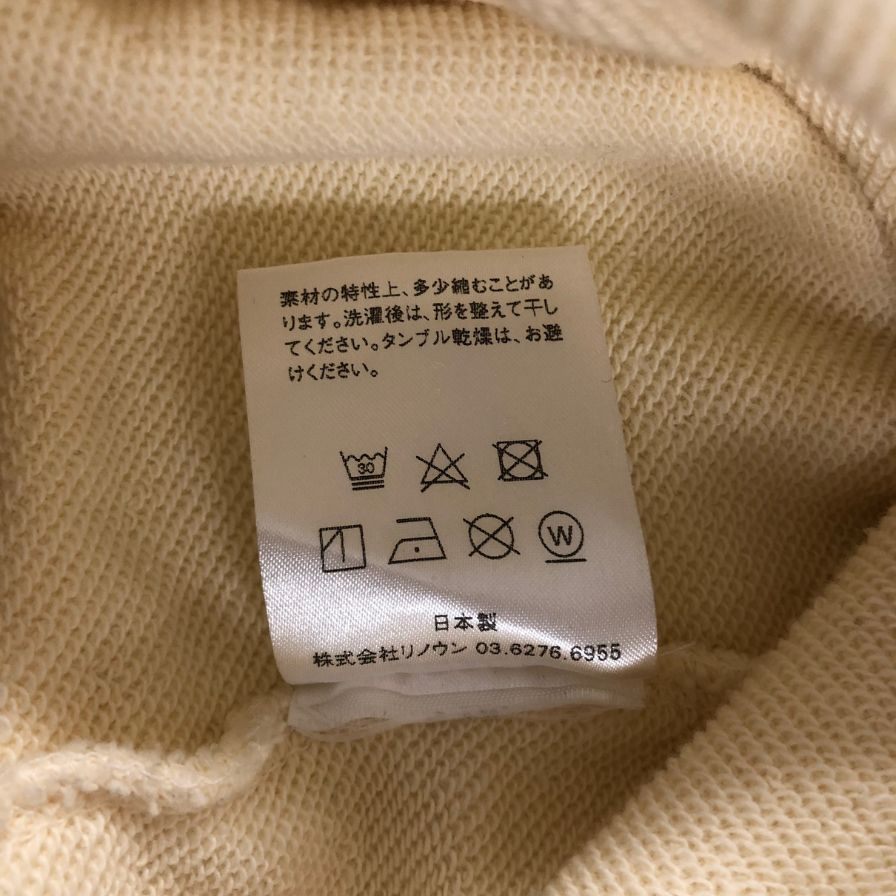 素材の特性上、多少縮むことがあ
ります。洗濯後は、形を整えて干し
てください。タンブル乾燥は、お避
けください。
30
W
日本製
株式会社リノウン 03.6276.6955